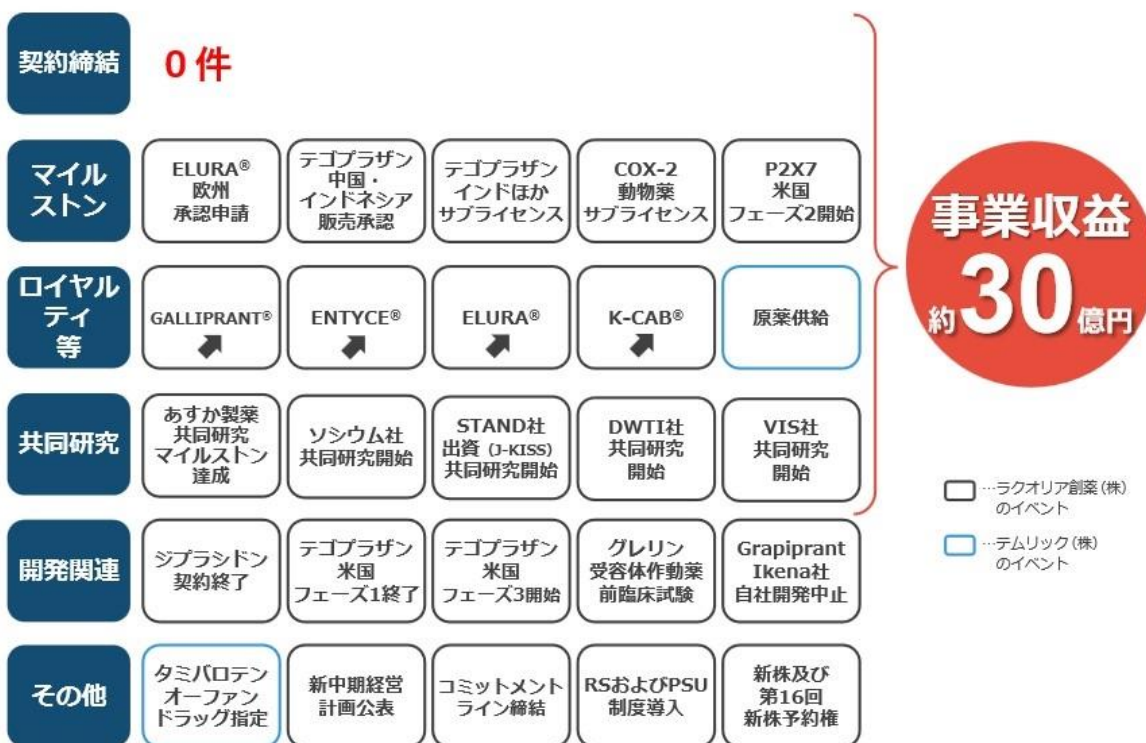 契約締結
0件
マイル
ストン
ELURA®
欧州
承認申請
テゴプラザン
中国・
インドネシア
販売承認
テゴプラザン
インドほか
サブライセンス
COX-2
動物薬
サブライセンス
P2X7
米国
フェーズ2開始
ロイヤル
ティ
等
GALLIPRANT®
ENTYCE®
ELURA®
K-CAB®
原薬供給
共同研究
あすか製薬
共同研究
マイルストン
達成
ソシウム社
共同研究開始
STAND社
出資 (J-KISS)
共同研究開始
DWTI社
共同研究
開始
VIS社
共同研究
開始
開発関連
ジプラシドン
契約終了
テゴプラザン
米国
フェーズ1終了
テゴプラザン
米国
フェーズ3開始
グレリン
受容体作動薬
前臨床試験
Grapiprant
Ikena社
自社開発中止
その他
タミバロテン
オーファン
ドラッグ指定
新中期経営
計画公表
コミットメント
ライン締結
RSおよびPSU
制度導入
新株及び
第16回
新株予約権
事業収益
約30億円
…ラクオリア創薬(株)
のイベント
…テムリック(株)
のイベント